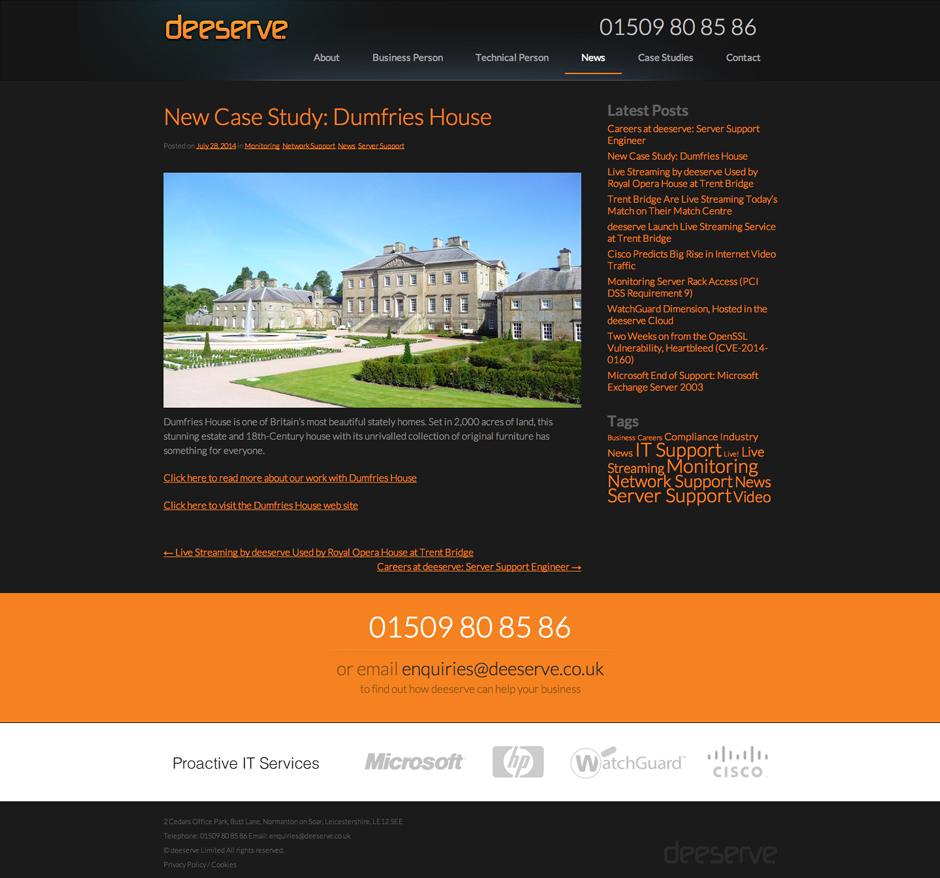 deeserve.
01509 80 85 86
About Business Person Technical Person News Case Studies Contact
New Case Study: Dumfries House
Posted on July 28, 2014 in Monitoring, Network Support, News, Server Support
Dumfries House is one of Britain's most beautiful stately homes. Set in 2,000 acres of land, this
stunning estate and 18th-Century house with its unrivalled collection of original furniture has
something for everyone.
Click here to read more about our work with Dumfries House
Click here to visit the Dumfries House web site
← Live Streaming by deeserve Used by Royal Opera House at Trent Bridge
Careers at deeserve: Server Support Engineer →
Latest Posts
Careers at deeserve: Server Support
Engineer
New Case Study: Dumfries House
Live Streaming by deeserve Used by
Royal Opera House at Trent Bridge
Trent Bridge Are Live Streaming Today's
Match on Their Match Centre
deeserve Launch Live Streaming Service
at Trent Bridge
Cisco Predicts Big Rise in Internet Video
Traffic
Monitoring Server Rack Access (PCI
DSS Requirement 9)
WatchGuard Dimension, Hosted in the
deeserve Cloud
Two Weeks on from the OpenSSL
Vulnerability, Heartbleed (CVE-2014-
0160)
Microsoft End of Support: Microsoft
Exchange Server 2003
Tags
Business Careers Compliance Industry
News IT Support Live! Live
Streaming Monitoring
Network Support News
Server Support Video
01509 80 85 86
or email enquiries@deeserve.co.uk
to find out how deeserve can help your business
Proactive IT Services Microsoft hp WatchGuard CISCO
2 Cedars Office Park, Butt Lane, Normanton on Soar, Leicestershire, LE12 5EE
Telephone: 01509 80 85 86 Email: enquiries@deeserve.co.uk
© deeserve Limited All rights reserved.
Privacy Policy / Cookies
deeserve.